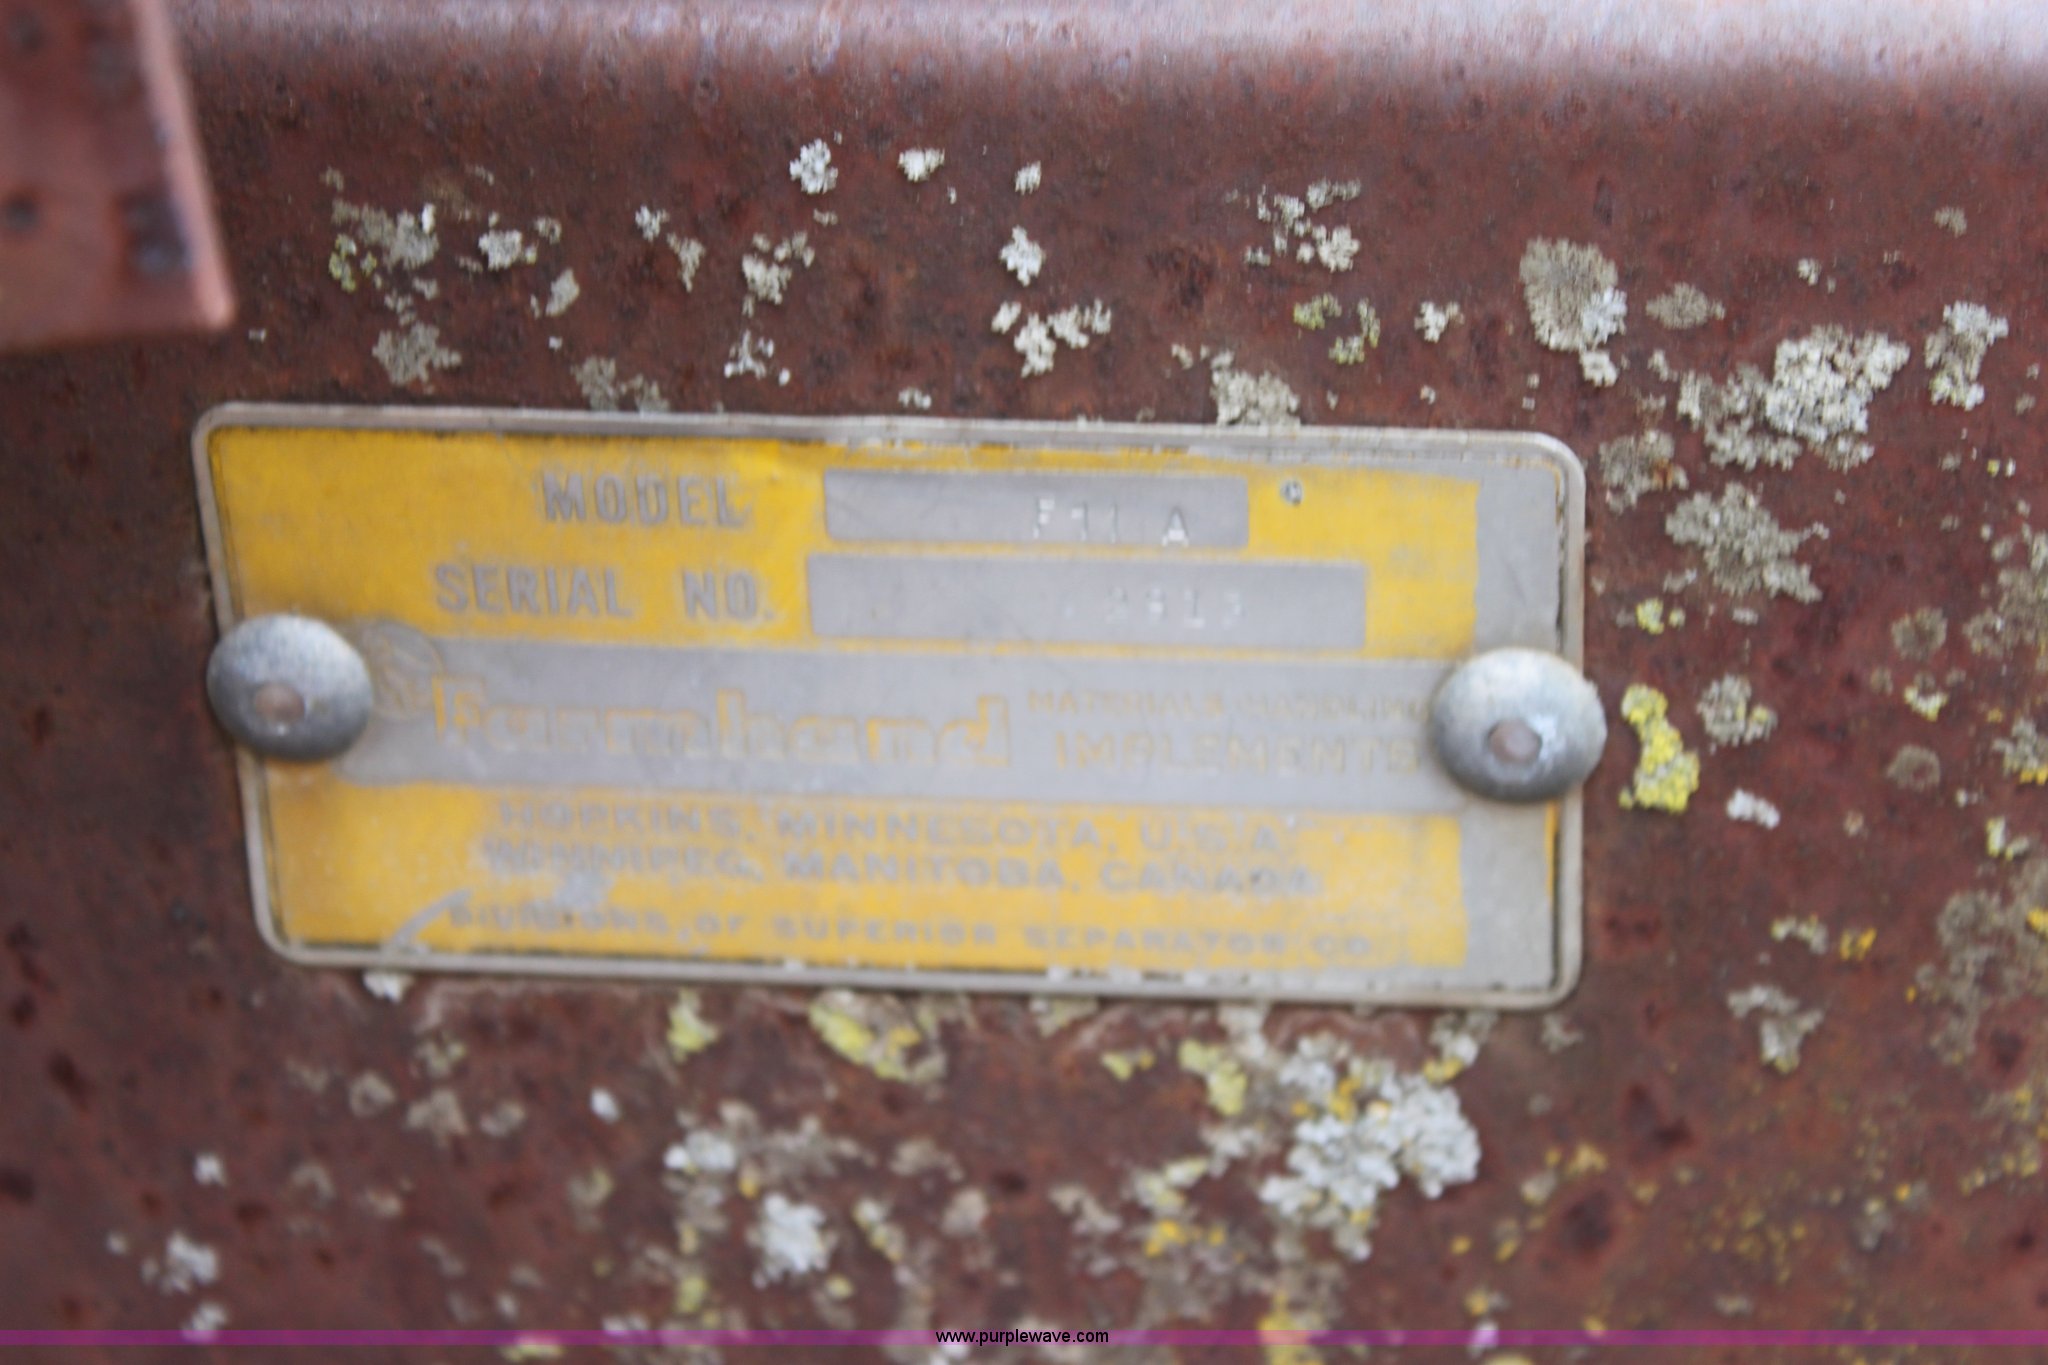 MODEL F11 A
SERIAL NO.
Farmhand MATERIALS HANDLING
IMPLEMENTS
HOPKINS, MINNESOTA, U.S.A.
WINNIPEG, MANITOBA, CANADA
DIVISIONS OF SUPERIOR SEPARATOR CO.
www.purplewave.com